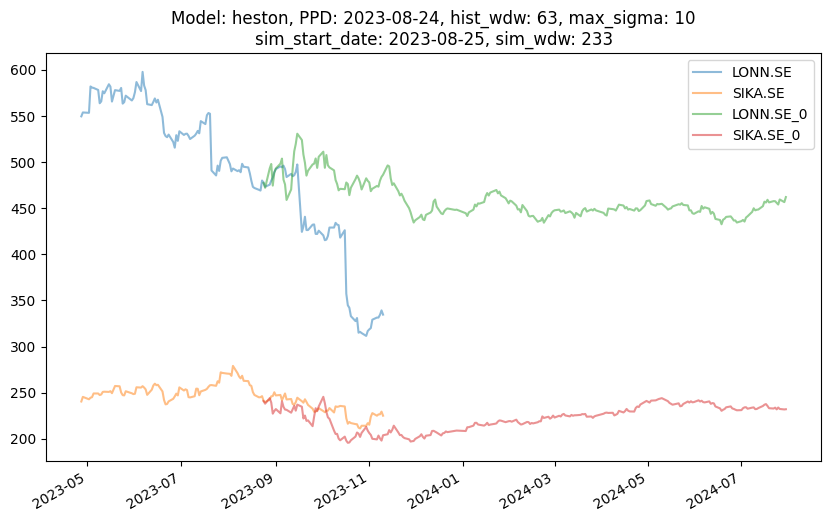 Model: heston, PPD: 2023-08-24, hist_wdw: 63, max_sigma: 10
sim_start_date: 2023-08-25, sim_wdw: 233
LONN.SE
SIKA.SE
LONN.SE_0
SIKA.SE_0
600
550
500
450
400
350
300
250
200
2023-05
2023-07
2023-09
2023-11
2024-01
2024-03
2024-05
2024-07